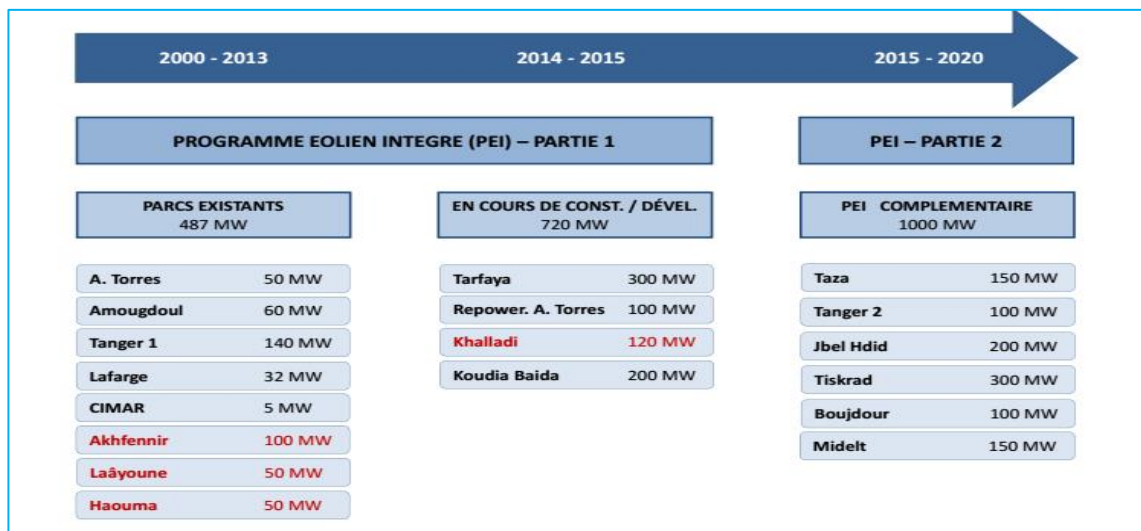 2000 - 2013 2014 - 2015 2015 - 2020
PROGRAMME EOLIEN INTEGRE (PEI) – PARTIE 1
PEI – PARTIE 2
PARCS EXISTANTS
487 MW
EN COURS DE CONST. / DÉVEL.
720 MW
PEI COMPLEMENTAIRE
1000 MW
A. Torres 50 MW
Amougdoul 60 MW
Tanger 1 140 MW
Lafarge 32 MW
CIMAR 5 MW
Akhfennir 100 MW
Laâyoune 50 MW
Haouma 50 MW
Tarfaya 300 MW
Repower. A. Torres 100 MW
Khalladi 120 MW
Koudia Baida 200 MW
Taza 150 MW
Tanger 2 100 MW
Jbel Hdid 200 MW
Tiskrad 300 MW
Boujdour 100 MW
Midelt 150 MW